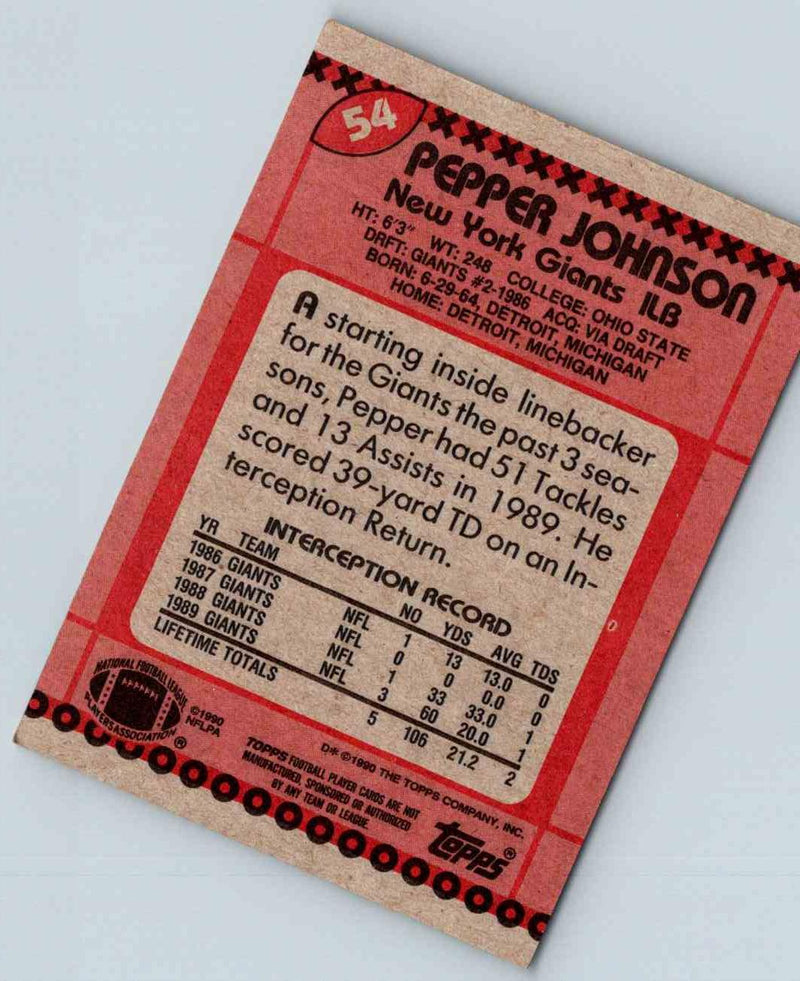 54
PEPPER JOHNSON
New York Giants ILB
HT: 6'3" WT: 248 COLLEGE: OHIO STATE
DRFT: GIANTS #2-1986 ACQ: VIA DRAFT
BORN: 6-29-64, DETROIT, MICHIGAN
HOME: DETROIT, MICHIGAN
A starting inside linebacker
for the Giants the past 3 sea-
sons, Pepper had 51 Tackles
and 13 Assists in 1989. He
scored 39-yard TD on an In-
terception Return.
INTERCEPTION RECORD
YR TEAM NO YDS AVG TDS
1986 GIANTS NFL 1 13 13.0 0
1987 GIANTS NFL 0 0 0.0 0
1988 GIANTS NFL 1 33 33.0 1
1989 GIANTS NFL 3 60 20.0 1
LIFETIME TOTALS 5 106 21.2 2
NATIONAL FOOTBALL LEAGUE
PLAYERS ASSOCIATION ®
©1990
NFLPA
D* ©1990 THE TOPPS COMPANY, INC.
TOPPS FOOTBALL PLAYER CARDS ARE NOT
MANUFACTURED, SPONSORED OR AUTHORIZED
BY ANY TEAM OR LEAGUE.
Topps ®